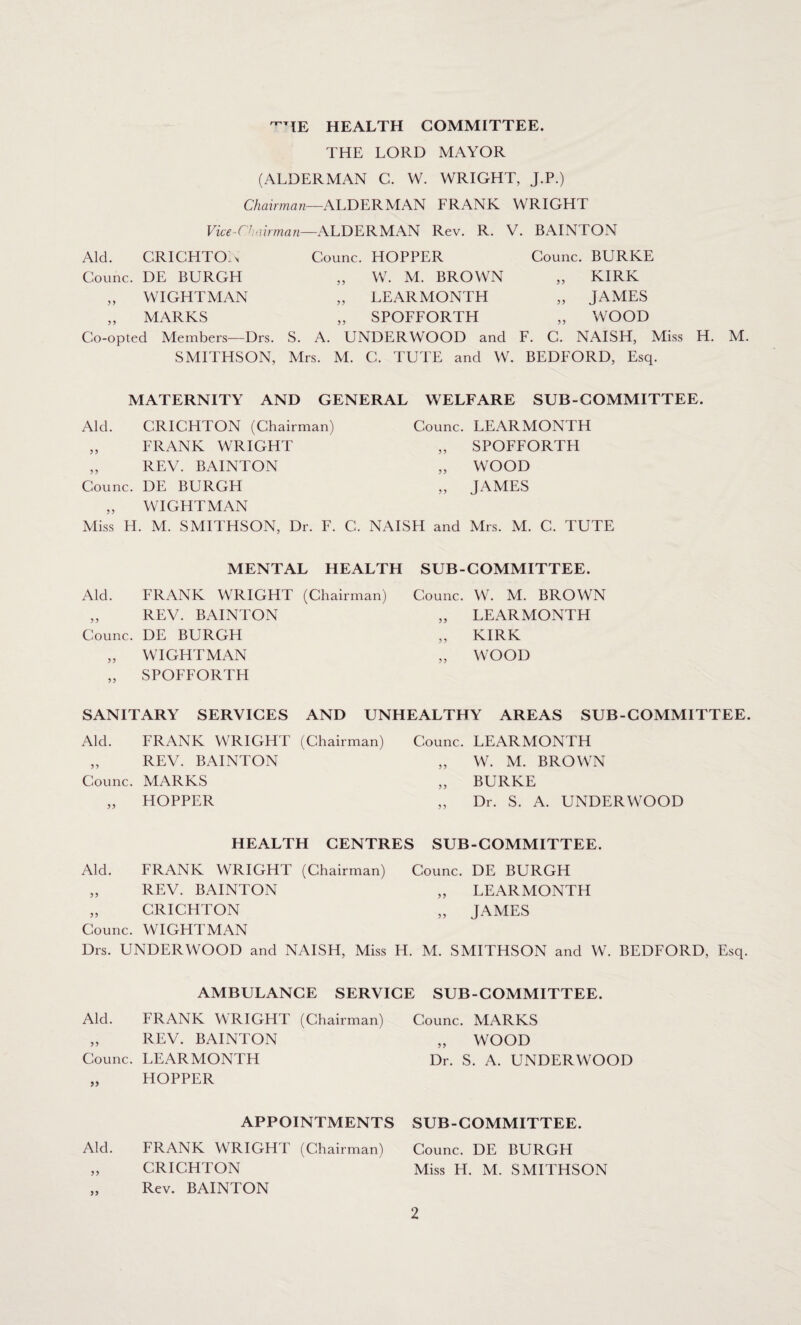 THE HEALTH COMMITTEE.
THE LORD MAYOR
(ALDERMAN C. W. WRIGHT, J.P.)
Chairman—ALDERMAN FRANK WRIGHT
Vice-Chairman—ALDERMAN Rev. R. V. BAINTON
Ald. CRICHTON Counc. HOPPER Counc. BURKE
Counc. DE BURGH ,, W. M. BROWN ,, KIRK
,, WIGHTMAN ,, LEARMONTH ,, JAMES
,, MARKS ,, SPOFFORTH ,, WOOD
Co-opted Members—Drs. S. A. UNDERWOOD and F. C. NAISH, Miss H. M.
SMITHSON, Mrs. M. C. TUTE and W. BEDFORD, Esq.
MATERNITY AND GENERAL WELFARE SUB-COMMITTEE.
Ald. CRICHTON (Chairman) Counc. LEARMONTH
,, FRANK WRIGHT ,, SPOFFORTH
,, REV. BAINTON ,, WOOD
Counc. DE BURGH ,, JAMES
,, WIGHTMAN
Miss H. M. SMITHSON, Dr. F. C. NAISH and Mrs. M. C. TUTE
MENTAL HEALTH SUB-COMMITTEE.
Ald. FRANK WRIGHT (Chairman) Counc. W. M. BROWN
,, REV. BAINTON ,, LEARMONTH
Counc. DE BURGH ,, KIRK
,, WIGHTMAN ,, WOOD
,, SPOFFORTH
SANITARY SERVICES AND UNHEALTHY AREAS SUB-COMMITTEE.
Ald. FRANK WRIGHT (Chairman) Counc. LEARMONTH
,, REV. BAINTON ,, W. M. BROWN
Counc. MARKS ,, BURKE
,, HOPPER ,, Dr. S. A. UNDERWOOD
HEALTH CENTRES SUB-COMMITTEE.
Ald. FRANK WRIGHT (Chairman) Counc. DE BURGH
,, REV. BAINTON ,, LEARMONTH
,, CRICHTON ,, JAMES
Counc. WIGHTMAN
Drs. UNDERWOOD and NAISH, Miss H. M. SMITHSON and W. BEDFORD, Esq.
AMBULANCE SERVICE SUB-COMMITTEE.
Ald. FRANK WRIGHT (Chairman) Counc. MARKS
,, REV. BAINTON ,, WOOD
Counc. LEARMONTH Dr. S. A. UNDERWOOD
,, HOPPER
APPOINTMENTS SUB-COMMITTEE.
Ald. FRANK WRIGHT (Chairman) Counc. DE BURGH
,, CRICHTON Miss H. M. SMITHSON
,, Rev. BAINTON
2